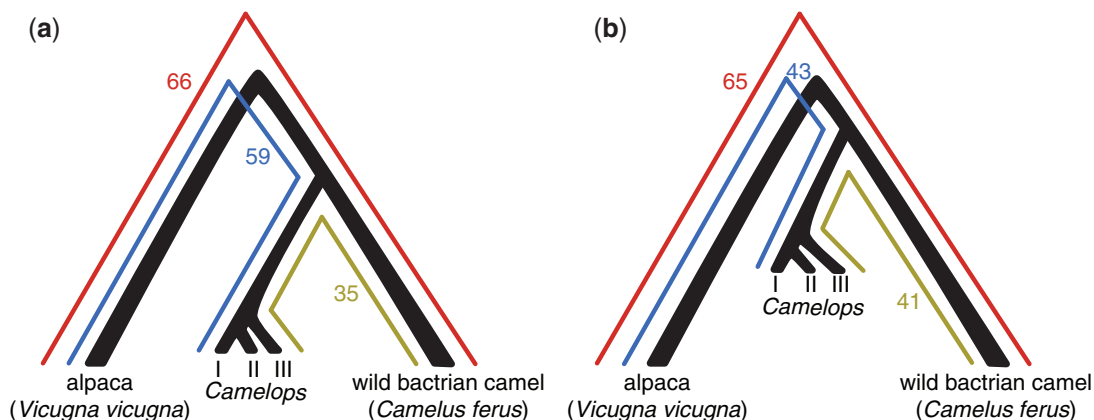 (a)
66
59
35
I II III
Camelops
alpaca
(Vicugna vicugna)
wild bactrian camel
(Camelus ferus)
(b)
65
43
41
I II III
Camelops
alpaca
(Vicugna vicugna)
wild bactrian camel
(Camelus ferus)